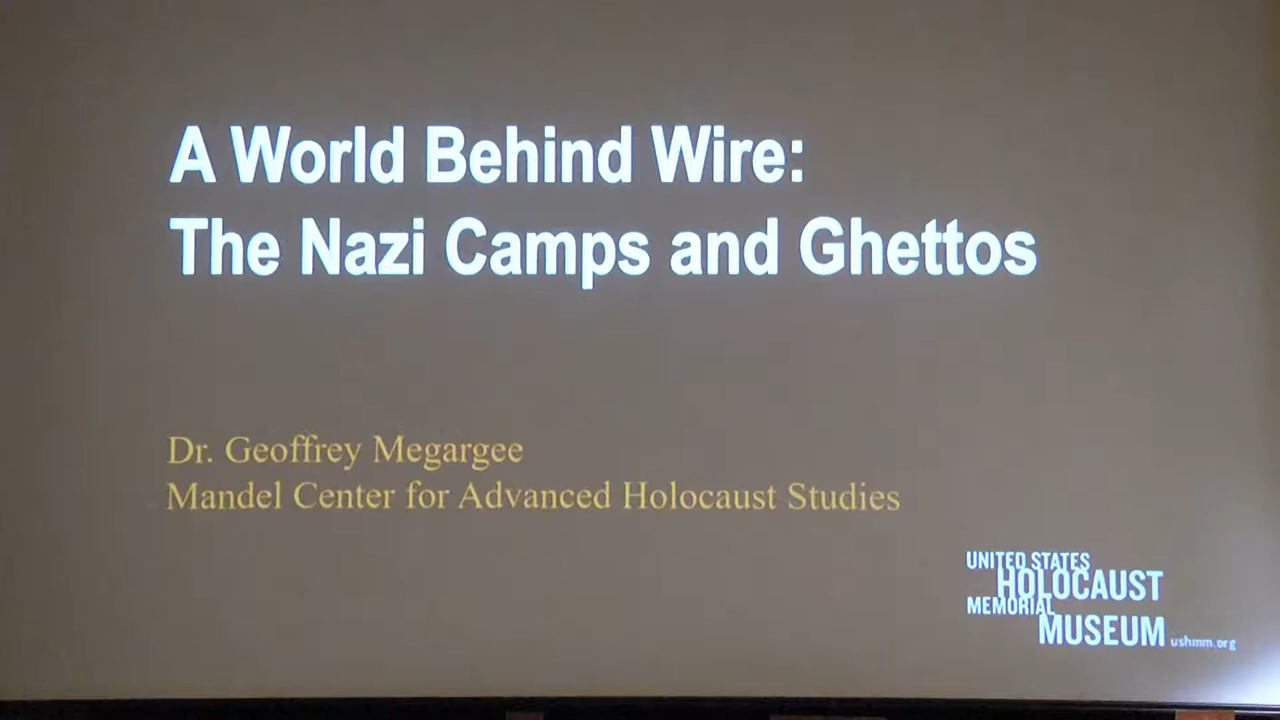 A World Behind Wire:
The Nazi Camps and Ghettos
Dr. Geoffrey Megargee
Mandel Center for Advanced Holocaust Studies
UNITED STATES
HOLOCAUST
MEMORIAL
MUSEUM ushmm.org